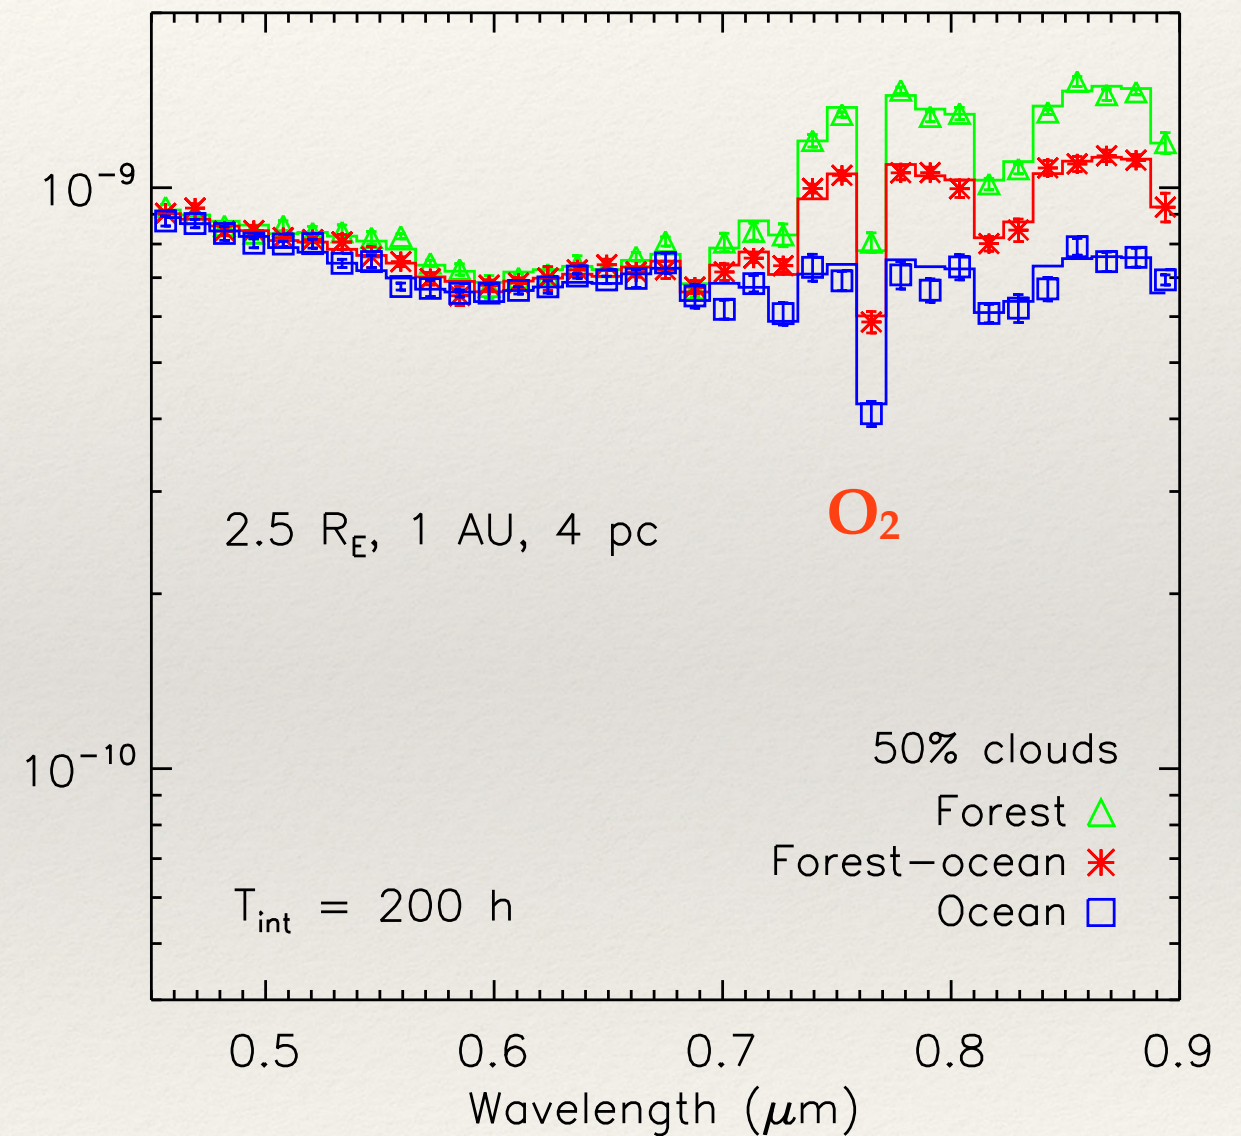 10⁻⁹
10⁻¹⁰
O₂
2.5 R_E, 1 AU, 4 pc
50% clouds
Forest
Forest-ocean
Ocean
T_int = 200 h
0.5 0.6 0.7 0.8 0.9
Wavelength (μm)